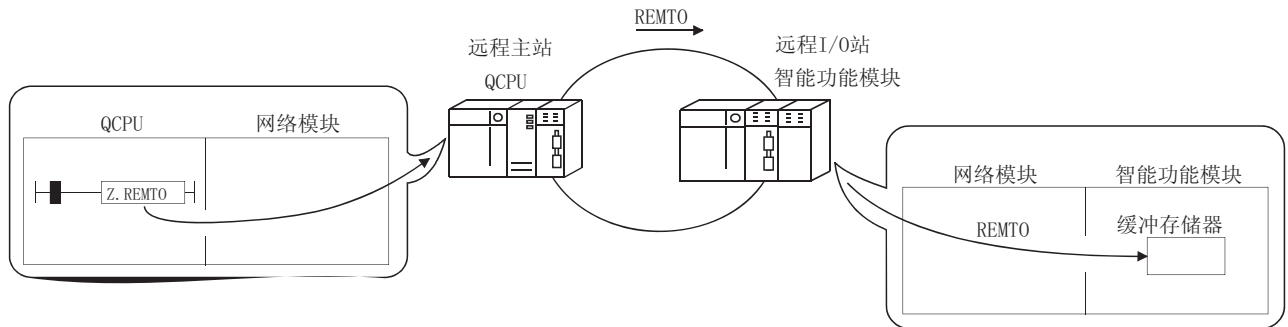 REMTO
远程主站
QCPU
远程I/O站
智能功能模块
QCPU
网络模块
Z.REMTO
网络模块
智能功能模块
REMTO
缓冲存储器